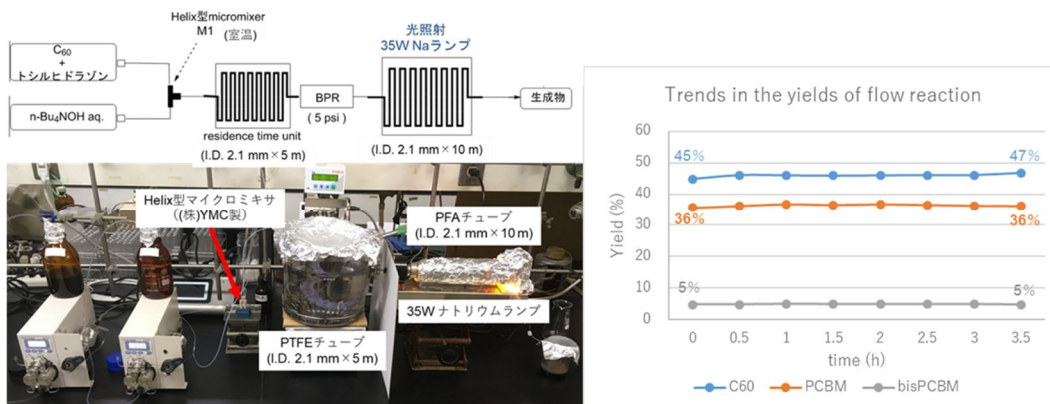 Helix型micromixer
M1 (室温)
C60
+
トシルヒドラゾン
n-Bu4NOH aq.
residence time unit
(I.D. 2.1 mm×5 m)
BPR
( 5 psi )
光照射
35W Naランプ
(I.D. 2.1 mm×10 m)
生成物
Helix型マイクロミキサ
((株)YMC製)
PFAチューブ
(I.D. 2.1 mm×10 m)
35W ナトリウムランプ
PTFEチューブ
(I.D. 2.1 mm×5 m)
Trends in the yields of flow reaction
Yield (%)
60
50
40
30
20
10
0
45%
47%
36%
36%
5%
5%
0 0.5 1 1.5 2 2.5 3 3.5
time (h)
C60 PCBM bisPCBM